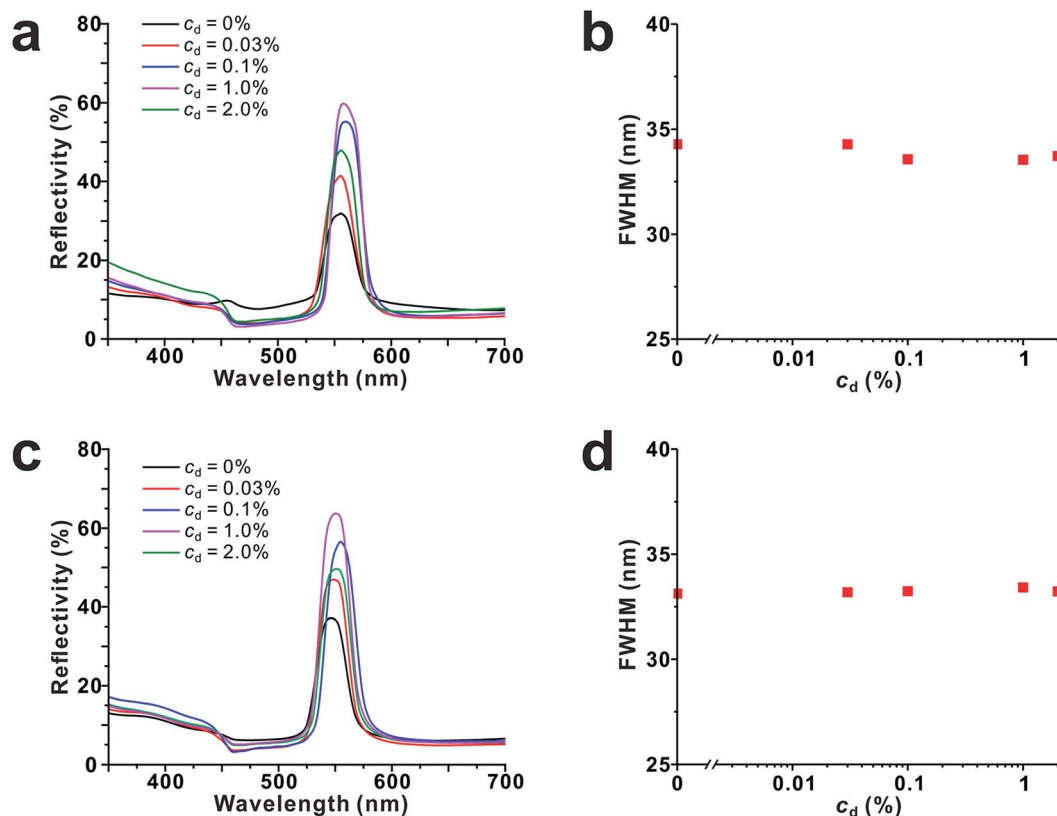 a
80
60
40
20
0
Reflectivity (%)
400
500
600
700
Wavelength (nm)
c_d = 0%
c_d = 0.03%
c_d = 0.1%
c_d = 1.0%
c_d = 2.0%
b
40
35
30
25
FWHM (nm)
0
0.01
0.1
1
c_d (%)
c
80
60
40
20
0
Reflectivity (%)
400
500
600
700
Wavelength (nm)
c_d = 0%
c_d = 0.03%
c_d = 0.1%
c_d = 1.0%
c_d = 2.0%
d
40
35
30
25
FWHM (nm)
0
0.01
0.1
1
c_d (%)